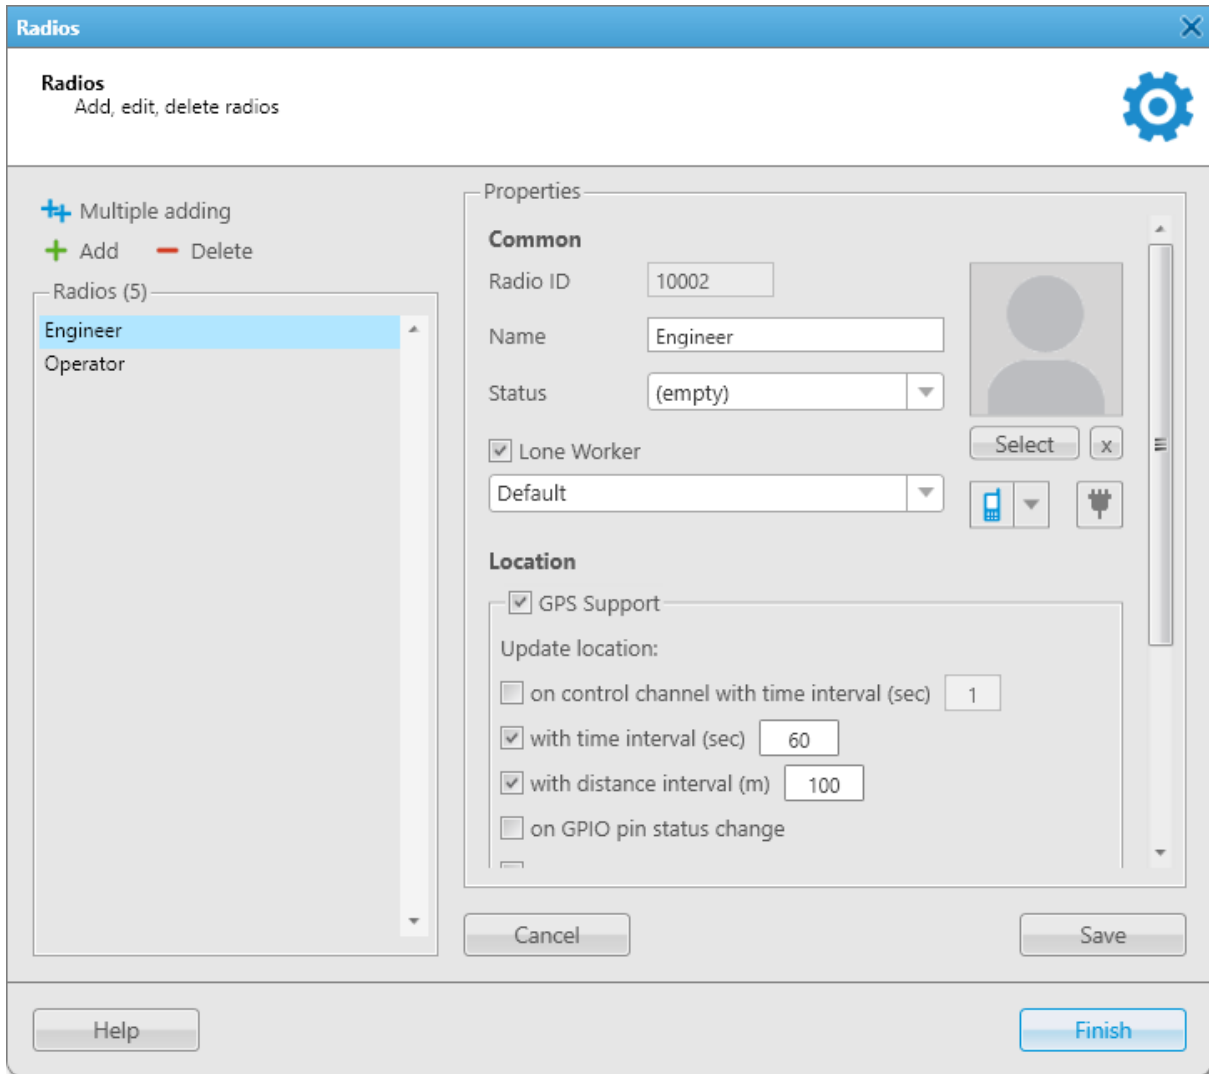 Radios
Radios
Add, edit, delete radios
Multiple adding
Add
Delete
Radios (5)
Engineer
Operator
Properties
Common
Radio ID
10002
Name
Engineer
Status
(empty)
Select
x
Lone Worker
Default
Location
GPS Support
Update location:
on control channel with time interval (sec) 1
with time interval (sec) 60
with distance interval (m) 100
on GPIO pin status change
Cancel
Save
Help
Finish